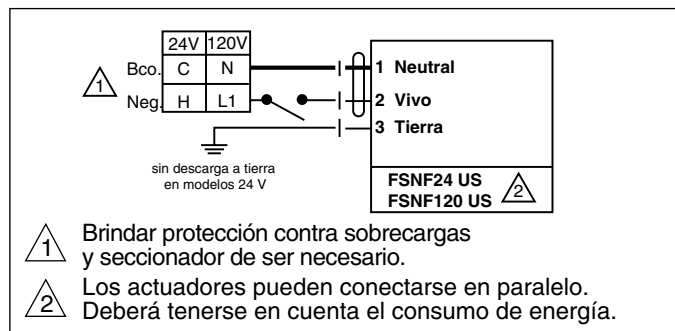 24V 120V
Bco. C N
Neg. H L1
1 Neutral
2 Vivo
3 Tierra
1
sin descarga a tierra
en modelos 24 V
FSNF24 US
FSNF120 US
2
1 Brindar protección contra sobrecargas
y seccionador de ser necesario.
2 Los actuadores pueden conectarse en paralelo.
Deberá tenerse en cuenta el consumo de energía.